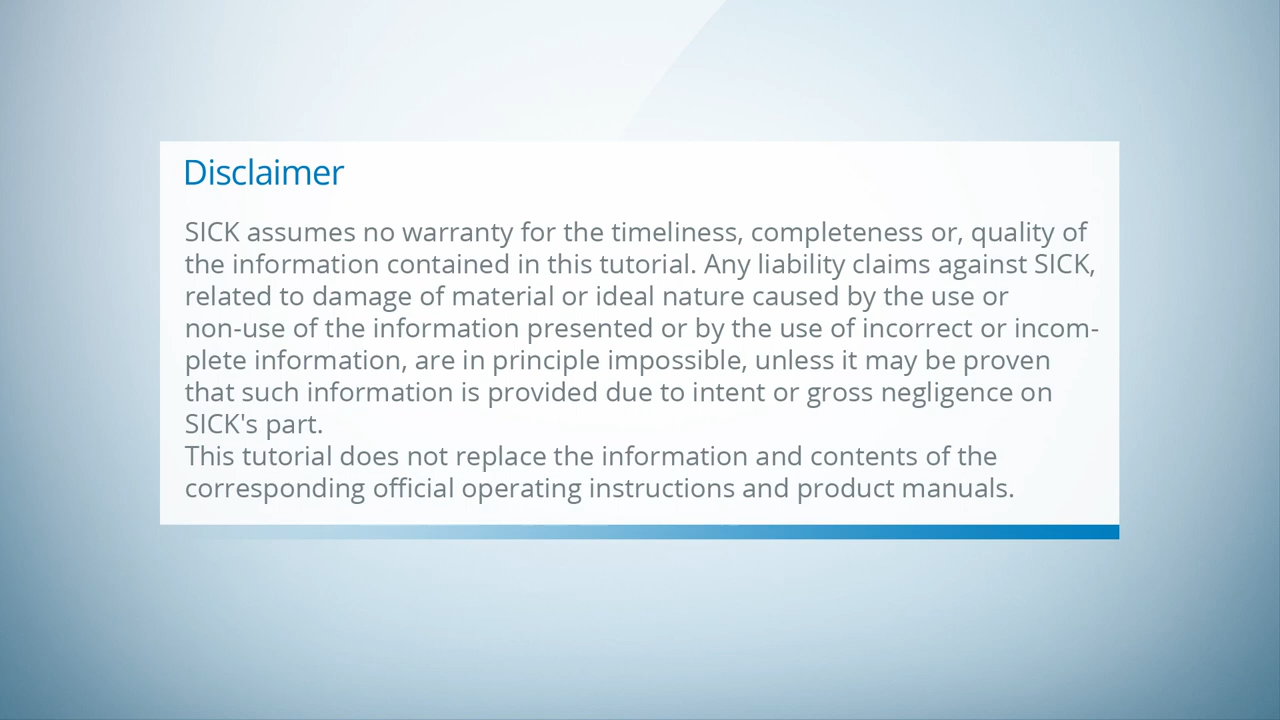 Disclaimer
SICK assumes no warranty for the timeliness, completeness or, quality of
the information contained in this tutorial. Any liability claims against SICK,
related to damage of material or ideal nature caused by the use or
non-use of the information presented or by the use of incorrect or incom-
plete information, are in principle impossible, unless it may be proven
that such information is provided due to intent or gross negligence on
SICK's part.
This tutorial does not replace the information and contents of the
corresponding official operating instructions and product manuals.